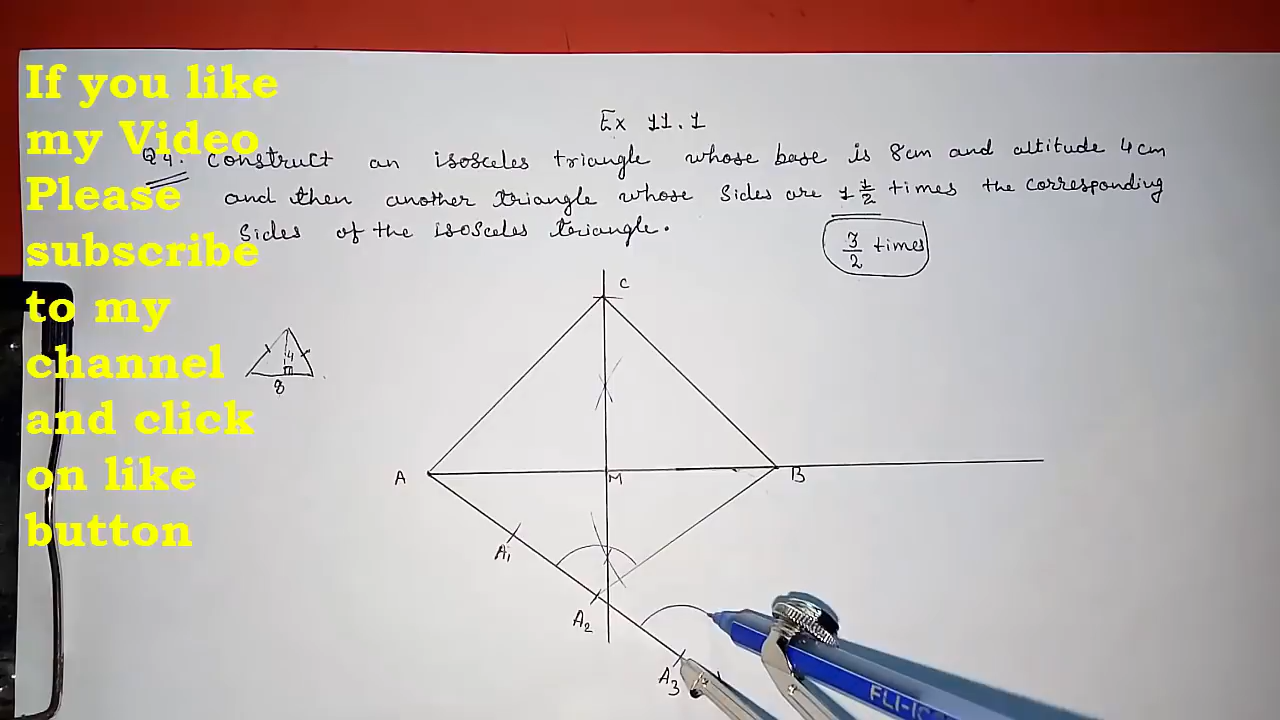 If you like
my Video
Please
subscribe
to my
channel
and click
on like
button
Ex 11.1
Q4. Construct an isosceles triangle whose base is 8cm and altitude 4cm
and then another triangle whose sides are 1 1/2 times the corresponding
sides of the isosceles triangle.
3/2 times
C
4
8
A
M
B
A1
A2
A3